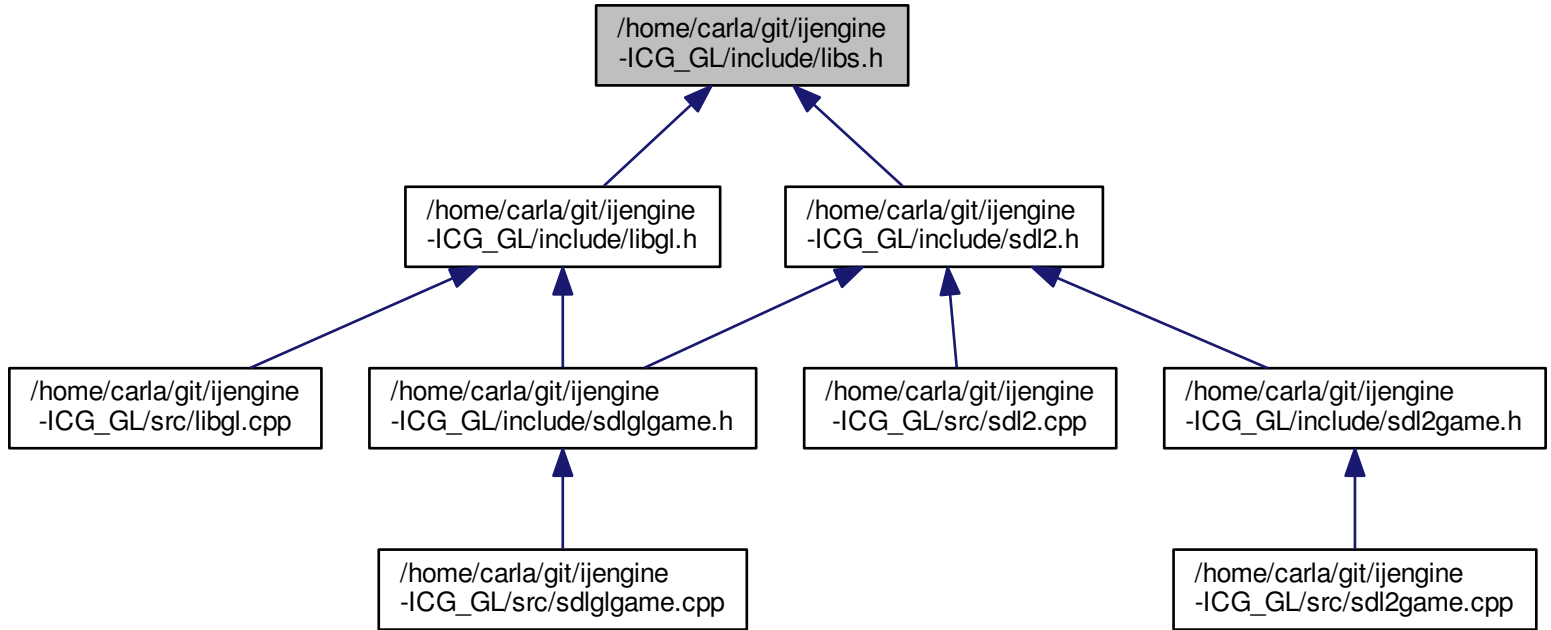 /home/carla/git/ijengine
-ICG_GL/include/libs.h
/home/carla/git/ijengine
-ICG_GL/include/libgl.h
/home/carla/git/ijengine
-ICG_GL/include/sdl2.h
/home/carla/git/ijengine
-ICG_GL/src/libgl.cpp
/home/carla/git/ijengine
-ICG_GL/include/sdlglgame.h
/home/carla/git/ijengine
-ICG_GL/src/sdl2.cpp
/home/carla/git/ijengine
-ICG_GL/include/sdl2game.h
/home/carla/git/ijengine
-ICG_GL/src/sdlglgame.cpp
/home/carla/git/ijengine
-ICG_GL/src/sdl2game.cpp